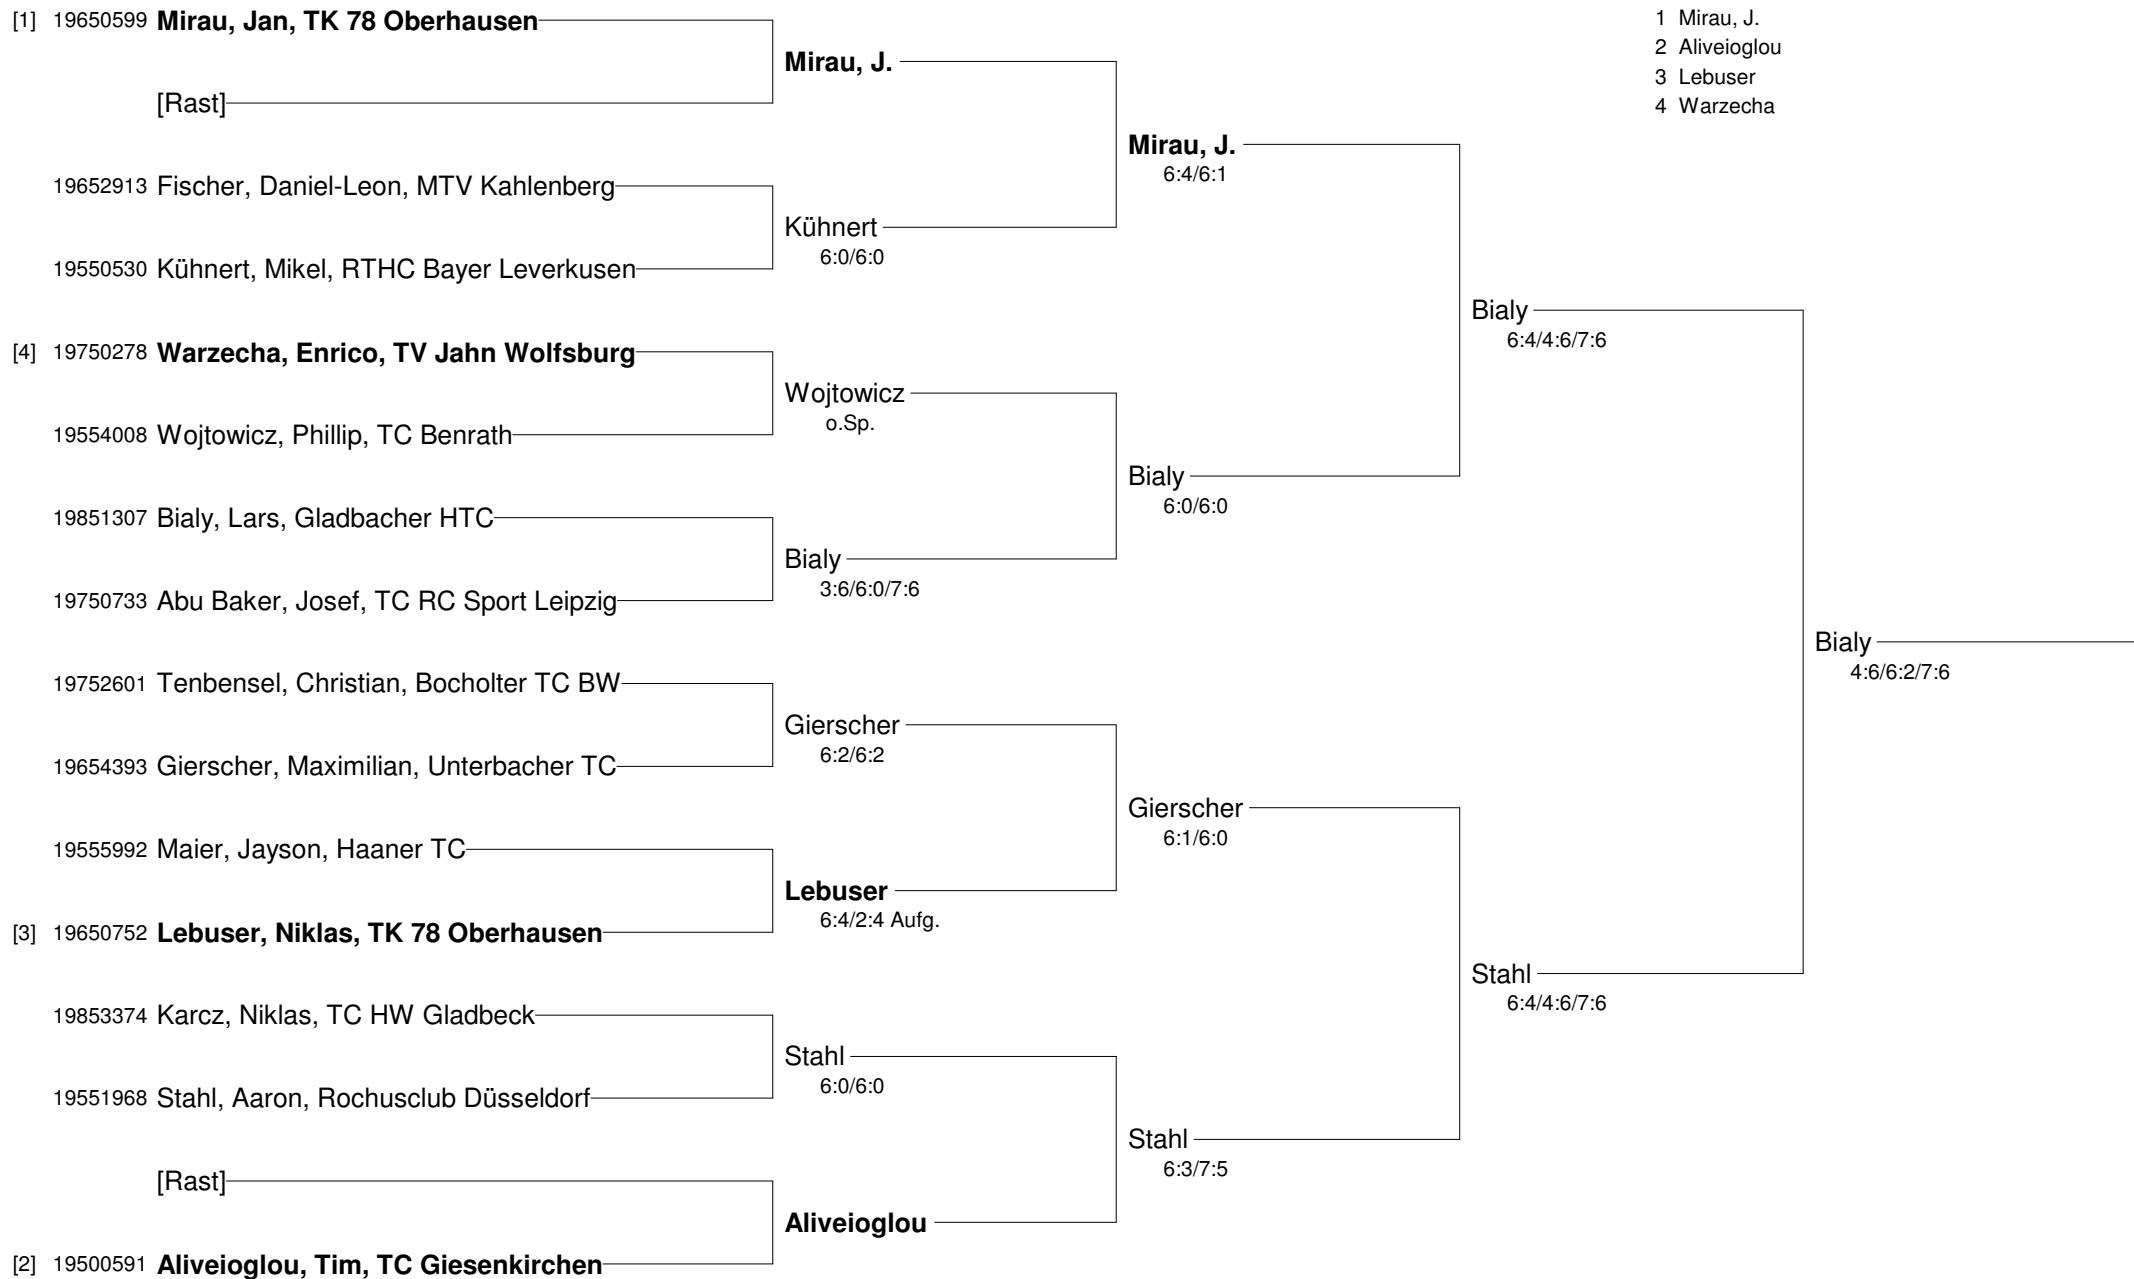 [1] 19650599 Mirau, Jan, TK 78 Oberhausen
[Rast]
19652913 Fischer, Daniel-Leon, MTV Kahlenberg
19550530 Kühnert, Mikel, RTHC Bayer Leverkusen
[4] 19750278 Warzecha, Enrico, TV Jahn Wolfsburg
19554008 Wojtowicz, Phillip, TC Benrath
19851307 Bialy, Lars, Gladbacher HTC
19750733 Abu Baker, Josef, TC RC Sport Leipzig
19752601 Tenbensel, Christian, Bocholter TC BW
19654393 Gierscher, Maximilian, Unterbacher TC
19555992 Maier, Jayson, Haaner TC
[3] 19650752 Lebuser, Niklas, TK 78 Oberhausen
19853374 Karcz, Niklas, TC HW Gladbeck
19551968 Stahl, Aaron, Rochusclub Düsseldorf
[Rast]
[2] 19500591 Aliveioglou, Tim, TC Giesenkirchen
Mirau, J.
Kühnert
6:0/6:0
Wojtowicz
o.Sp.
Bialy
3:6/6:0/7:6
Gierscher
6:2/6:2
Lebuser
6:4/2:4 Aufg.
Stahl
6:0/6:0
Aliveioglou
Mirau, J.
6:4/6:1
Bialy
6:0/6:0
Gierscher
6:1/6:0
Stahl
6:3/7:5
Bialy
6:4/4:6/7:6
Stahl
6:4/4:6/7:6
Bialy
4:6/6:2/7:6
1 Mirau, J.
2 Aliveioglou
3 Lebuser
4 Warzecha